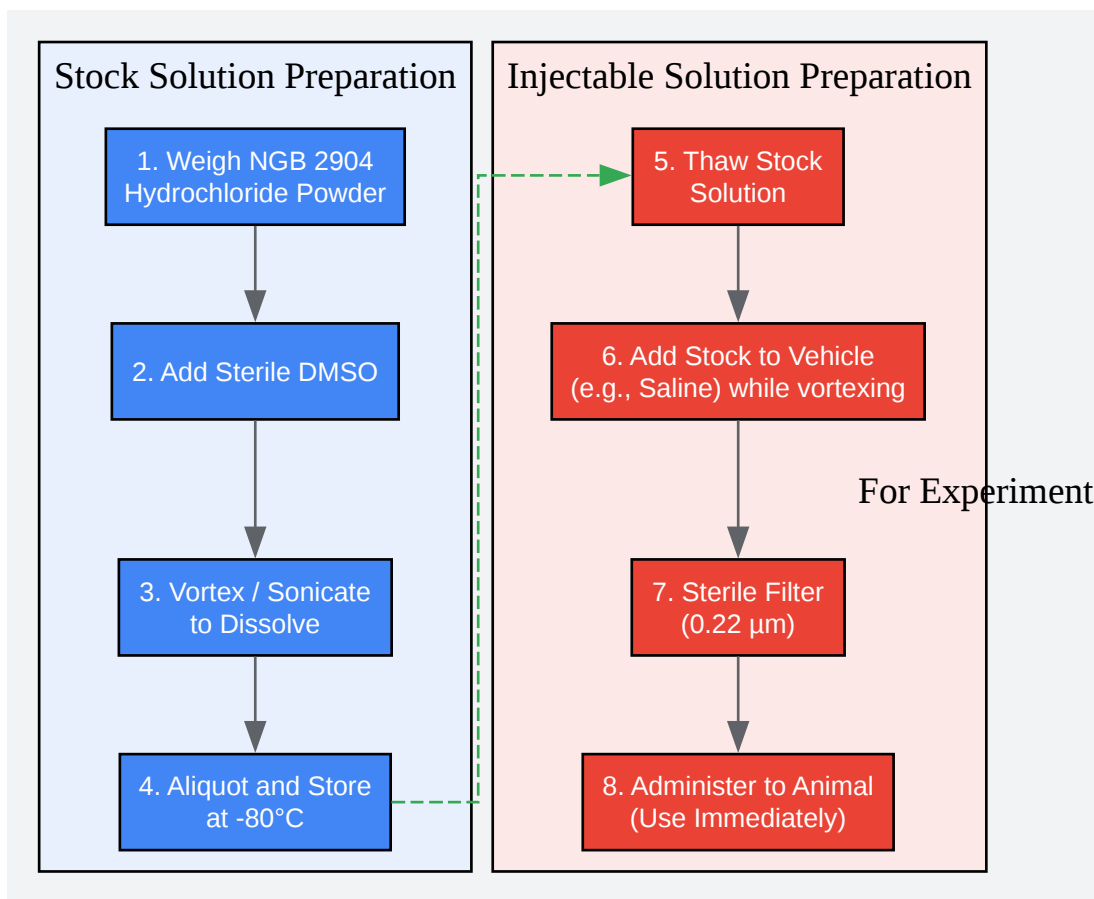 Stock Solution Preparation
1. Weigh NGB 2904
Hydrochloride Powder
2. Add Sterile DMSO
3. Vortex / Sonicate
to Dissolve
4. Aliquot and Store
at -80°C
Injectable Solution Preparation
5. Thaw Stock
Solution
6. Add Stock to Vehicle
(e.g., Saline) while vortexing
For Experiment
7. Sterile Filter
(0.22 µm)
8. Administer to Animal
(Use Immediately)